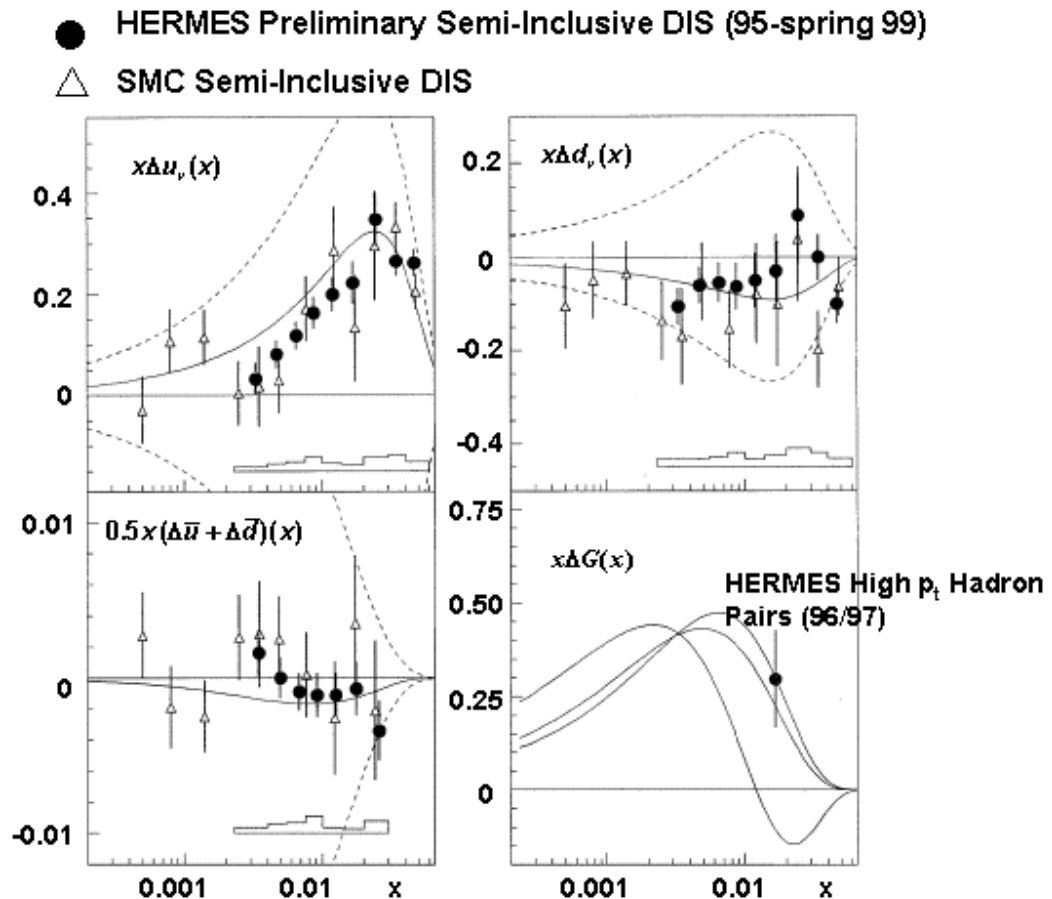 HERMES Preliminary Semi-Inclusive DIS (95-spring 99)
SMC Semi-Inclusive DIS
xΔu_v(x)
0.4
0.2
0
xΔd_v(x)
0.2
0
-0.2
-0.4
0.5x(Δū + Δd̄)(x)
0.01
0
-0.01
0.001 0.01 x
xΔG(x)
0.75
0.50
0.25
0
HERMES High p_t Hadron
Pairs (96/97)
0.001 0.01 x